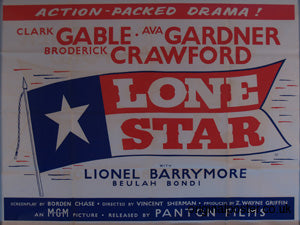 ACTION-PACKED DRAMA!
CLARK GABLE · AVA GARDNER
BRODERICK CRAWFORD
LONE
STAR
WITH
LIONEL BARRYMORE
BEULAH BONDI
SCREENPLAY BY BORDEN CHASE · DIRECTED BY VINCENT SHERMAN · PRODUCED BY Z. WAYNE GRIFFIN
AN M-G-M PICTURE · RELEASED BY PANTON FILMS